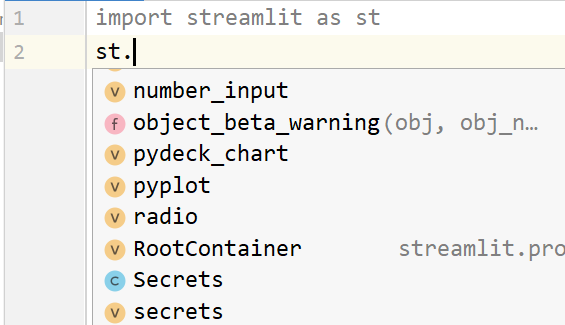 1 import streamlit as st
2 st.
v number_input
f object_beta_warning(obj, obj_n…
v pydeck_chart
v pyplot
v radio
v RootContainer streamlit.pro
c Secrets
v secrets